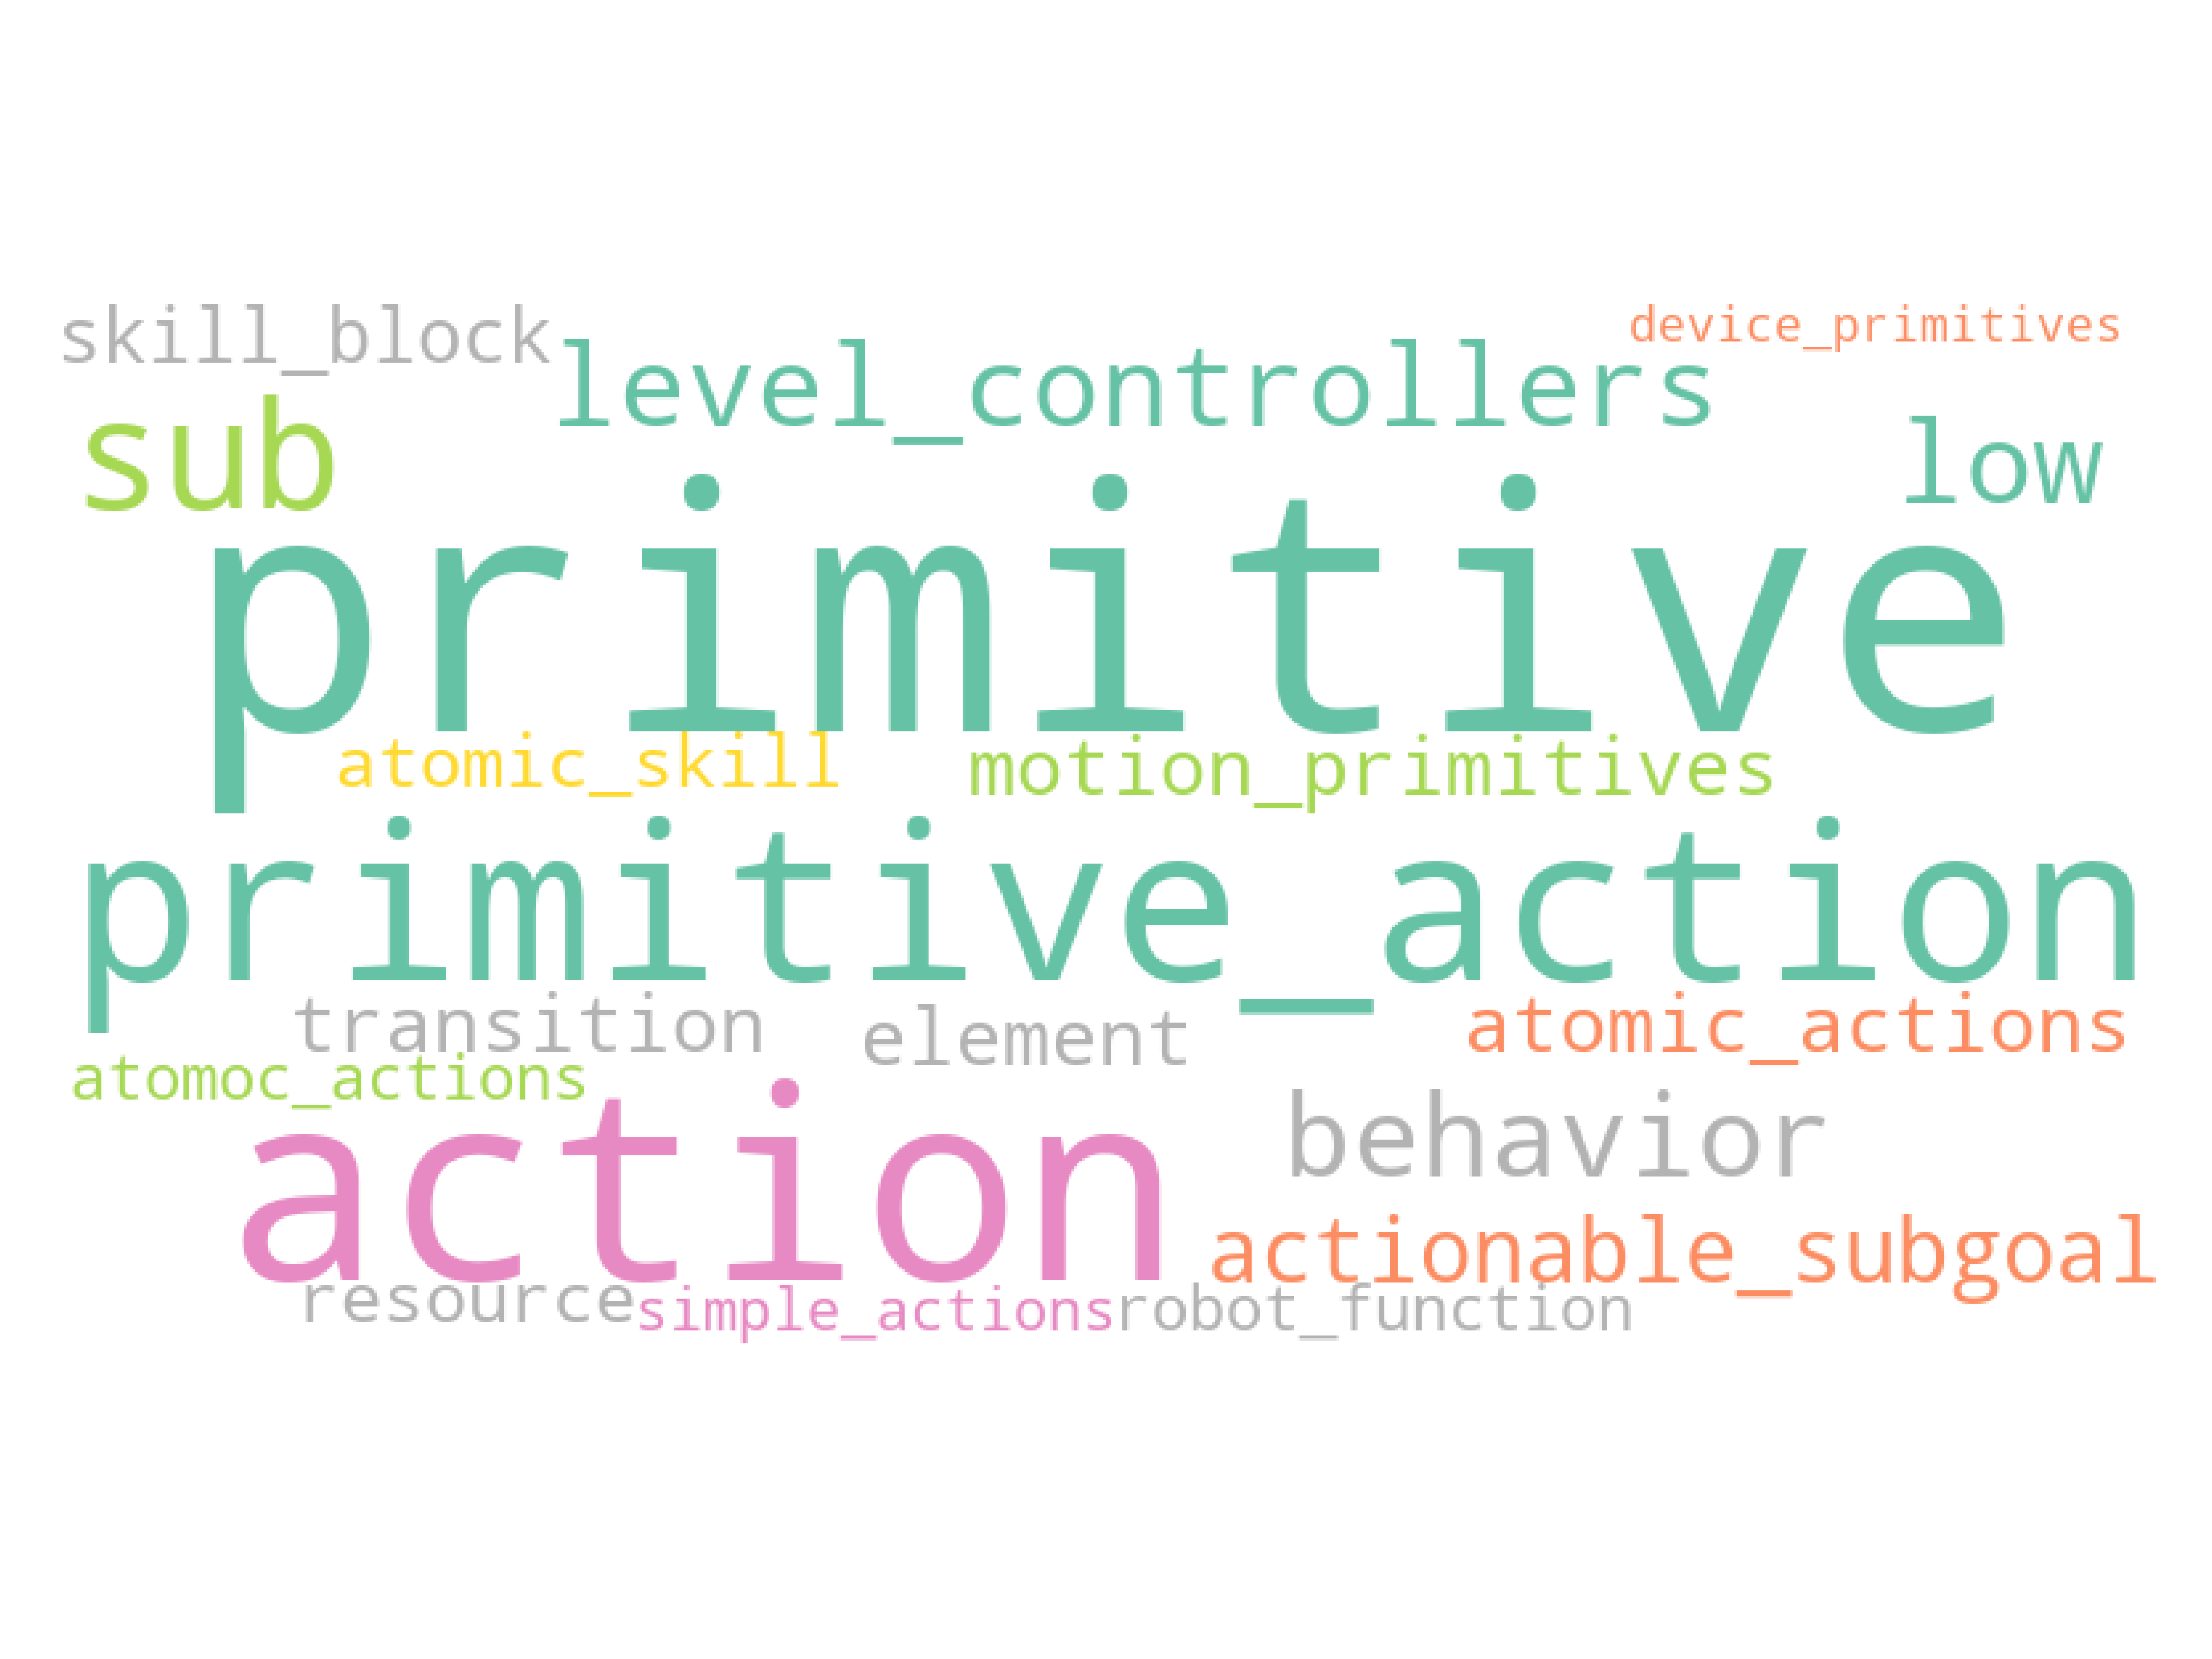 skill_block
device_primitives
level_controllers
sub
low
primitive
atomic_skill
motion_primitives
primitive_action
transition
element
atomic_actions
atomoc_actions
action
behavior
actionable_subgoal
resource
simple_actions
robot_function